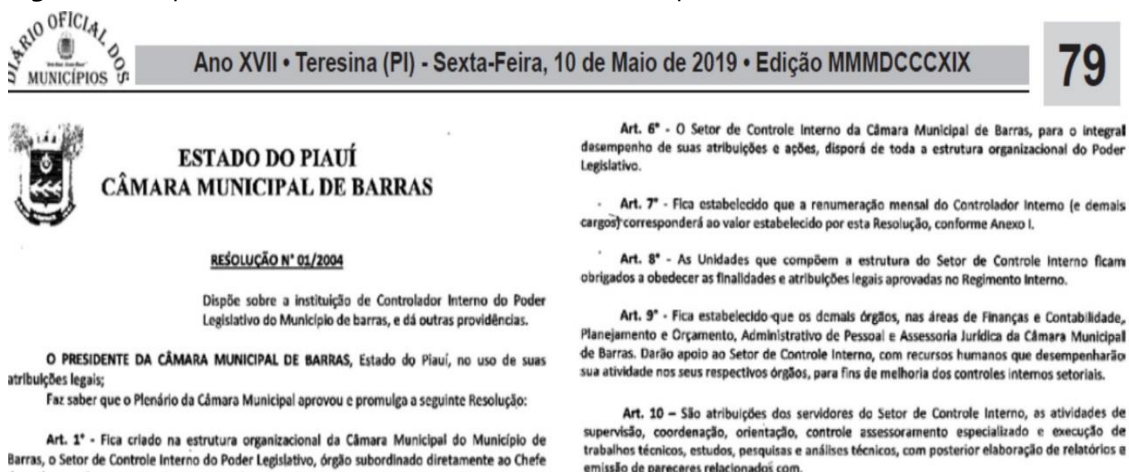 DIÁRIO OFICIAL DOS
MUNICÍPIOS
Ano XVII • Teresina (PI) - Sexta-Feira, 10 de Maio de 2019 • Edição MMMDCCCXIX
79
ESTADO DO PIAUÍ
CÂMARA MUNICIPAL DE BARRAS
RESOLUÇÃO N° 01/2004
Dispõe sobre a instituição de Controlador Interno do Poder
Legislativo do Município de barras, e dá outras providências.
O PRESIDENTE DA CÂMARA MUNICIPAL DE BARRAS, Estado do Piauí, no uso de suas
atribuições legais;
Faz saber que o Plenário da Câmara Municipal aprovou e promulga a seguinte Resolução:
Art. 1° - Fica criado na estrutura organizacional da Câmara Municipal do Município de
Barras, o Setor de Controle Interno do Poder Legislativo, órgão subordinado diretamente ao Chefe
Art. 6° - O Setor de Controle Interno da Câmara Municipal de Barras, para o integral
desempenho de suas atribuições e ações, disporá de toda a estrutura organizacional do Poder
Legislativo.
Art. 7° - Fica estabelecido que a renumeração mensal do Controlador Interno (e demais
cargos) corresponderá ao valor estabelecido por esta Resolução, conforme Anexo I.
Art. 8° - As Unidades que compõem a estrutura do Setor de Controle Interno ficam
obrigados a obedecer as finalidades e atribuições legais aprovadas no Regimento Interno.
Art. 9° - Fica estabelecido que os demais órgãos, nas áreas de Finanças e Contabilidade,
Planejamento e Orçamento, Administrativo de Pessoal e Assessoria Jurídica da Câmara Municipal
de Barras. Darão apoio ao Setor de Controle Interno, com recursos humanos que desempenharão
sua atividade nos seus respectivos órgãos, para fins de melhoria dos controles internos setoriais.
Art. 10 – São atribuições dos servidores do Setor de Controle Interno, as atividades de
supervisão, coordenação, orientação, controle assessoramento especializado e execução de
trabalhos técnicos, estudos, pesquisas e análises técnicos, com posterior elaboração de relatórios e
emissão de pareceres relacionados com.